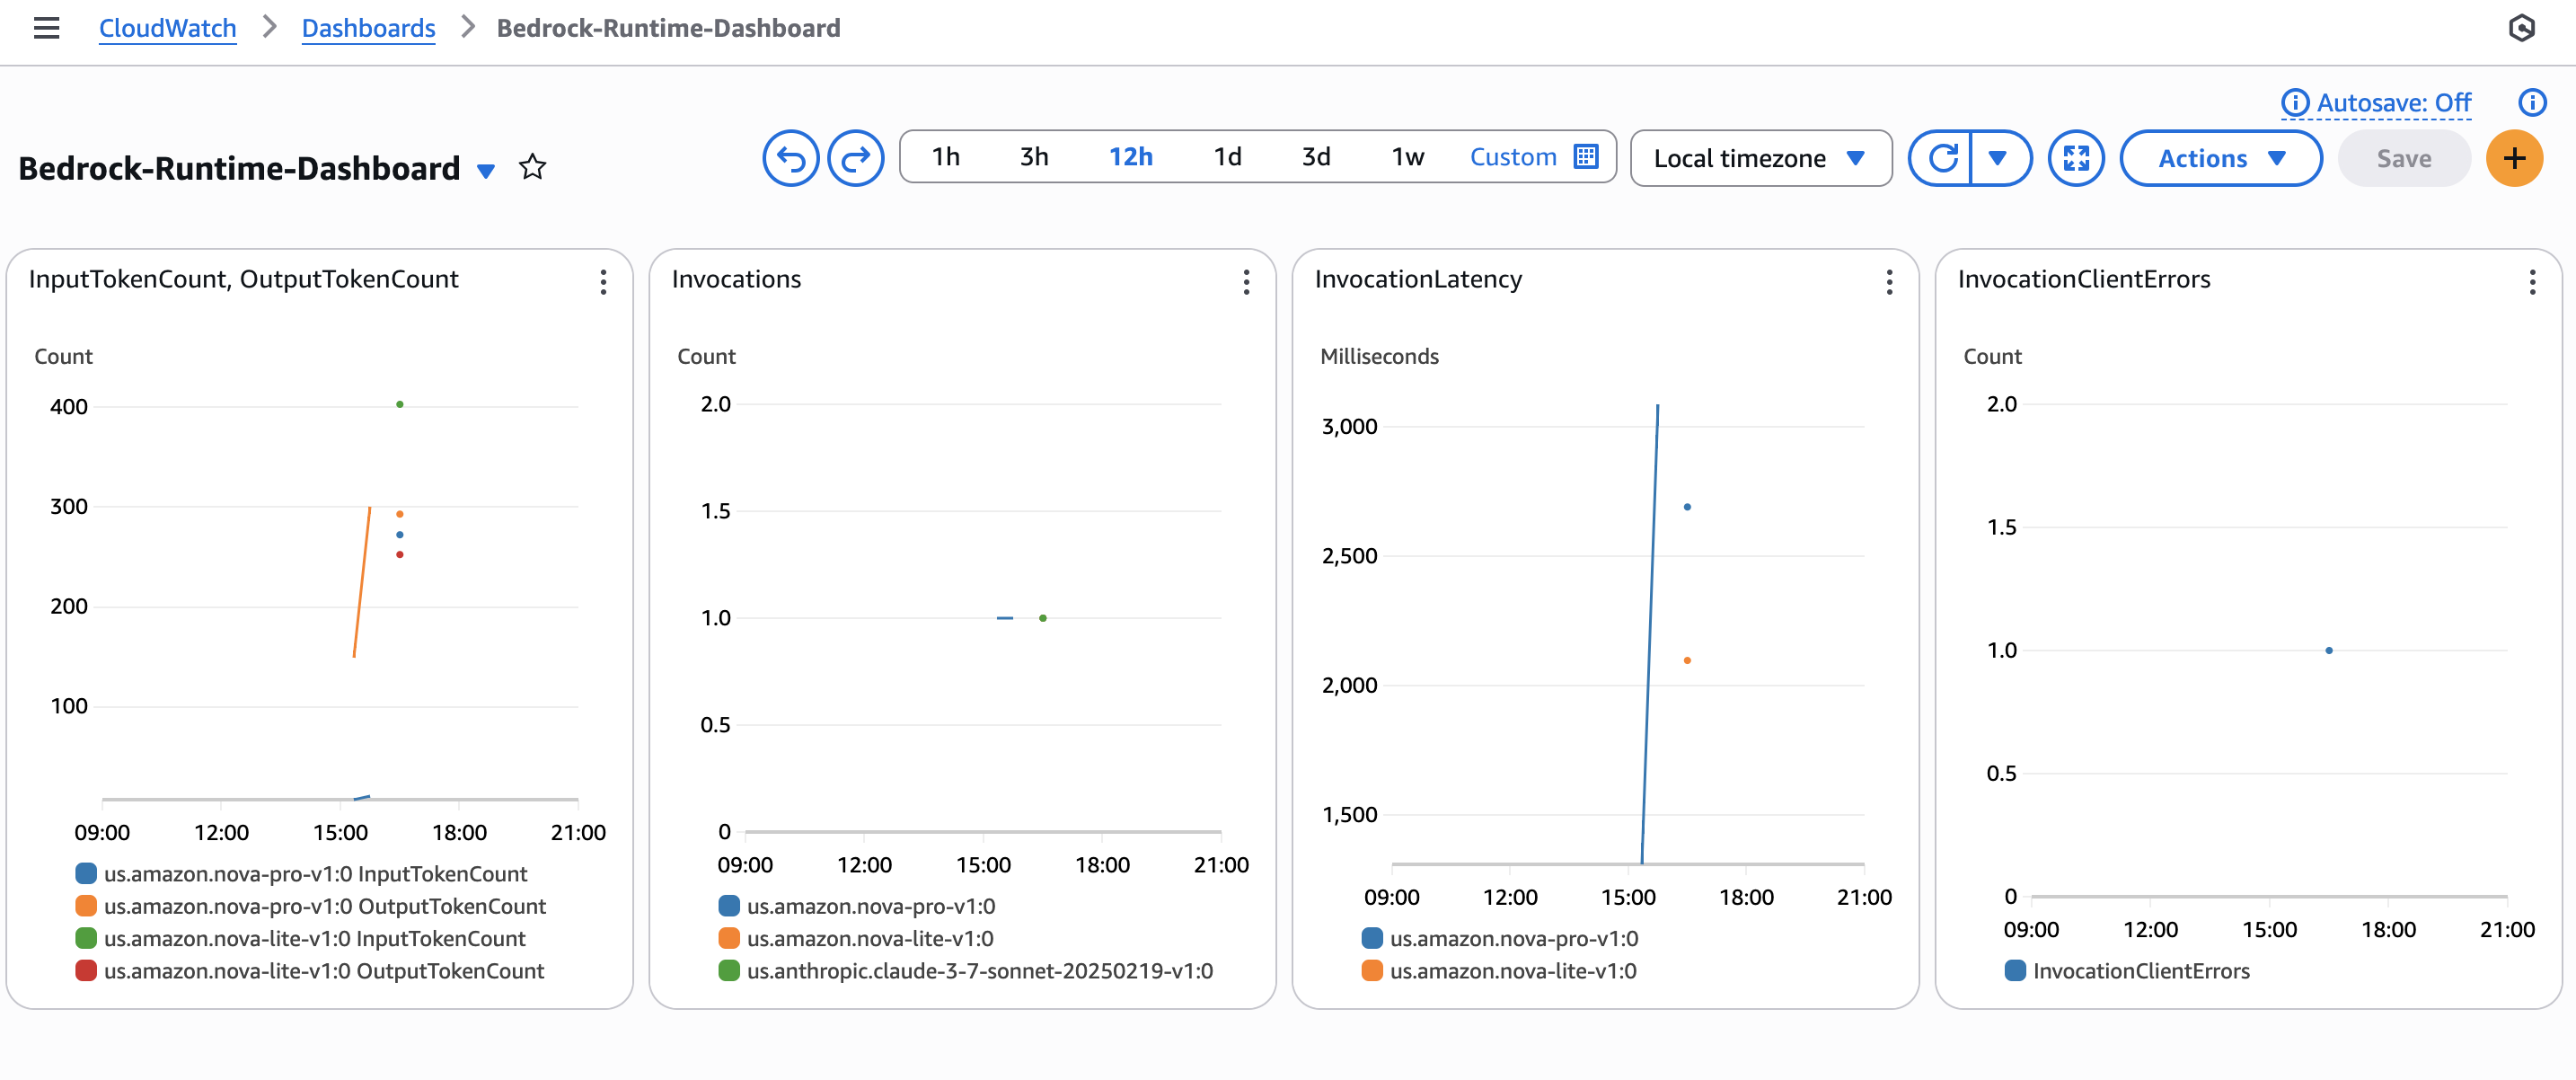 CloudWatch > Dashboards > Bedrock-Runtime-Dashboard
Autosave: Off
Bedrock-Runtime-Dashboard
1h 3h 12h 1d 3d 1w Custom
Local timezone
Actions
Save
InputTokenCount, OutputTokenCount
Count
400
300
200
100
09:00 12:00 15:00 18:00 21:00
us.amazon.nova-pro-v1:0 InputTokenCount
us.amazon.nova-pro-v1:0 OutputTokenCount
us.amazon.nova-lite-v1:0 InputTokenCount
us.amazon.nova-lite-v1:0 OutputTokenCount
Invocations
Count
2.0
1.5
1.0
0.5
0
09:00 12:00 15:00 18:00 21:00
us.amazon.nova-pro-v1:0
us.amazon.nova-lite-v1:0
us.anthropic.claude-3-7-sonnet-20250219-v1:0
InvocationLatency
Milliseconds
3,000
2,500
2,000
1,500
09:00 12:00 15:00 18:00 21:00
us.amazon.nova-pro-v1:0
us.amazon.nova-lite-v1:0
InvocationClientErrors
Count
2.0
1.5
1.0
0.5
0
09:00 12:00 15:00 18:00 21:00
InvocationClientErrors